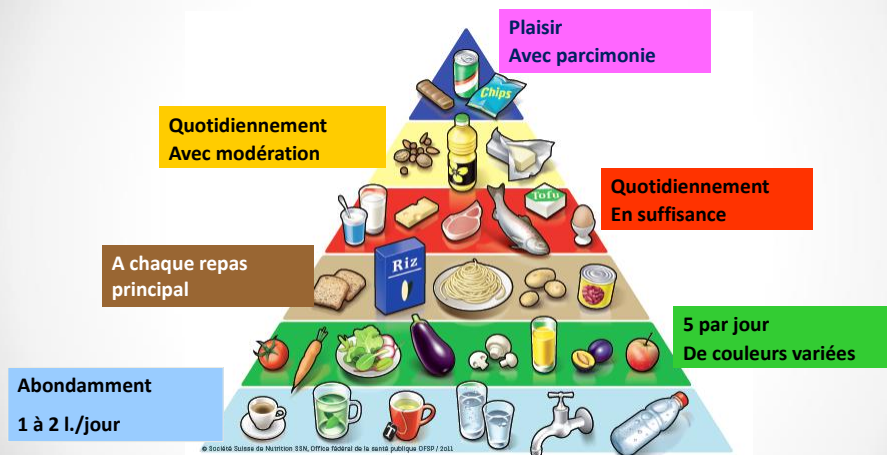 Plaisir
Avec parcimonie
Chips
Quotidiennement
Avec modération
Quotidiennement
En suffisance
Tofu
A chaque repas
principal
Riz
5 par jour
De couleurs variées
Abondamment
1 à 2 l./jour
T
© Société Suisse de Nutrition SSN, Office fédéral de la santé publique OFSP / 2011